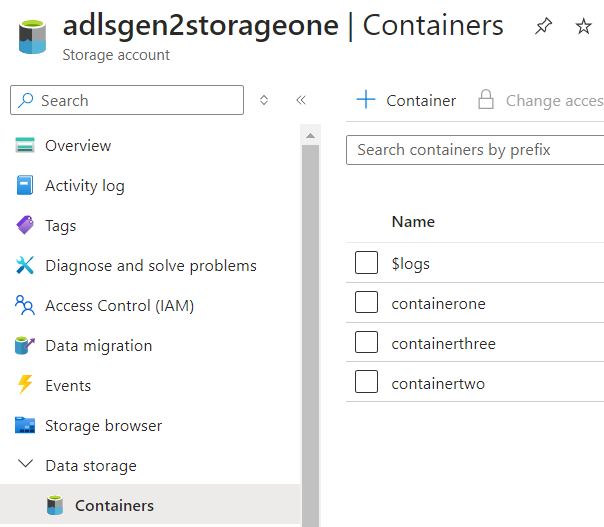 adlsgen2storageone | Containers
Storage account
Search
Overview
Activity log
Tags
Diagnose and solve problems
Access Control (IAM)
Data migration
Events
Storage browser
Data storage
Containers
Container
Change acces
Search containers by prefix
Name
$logs
containerone
containerthree
containertwo